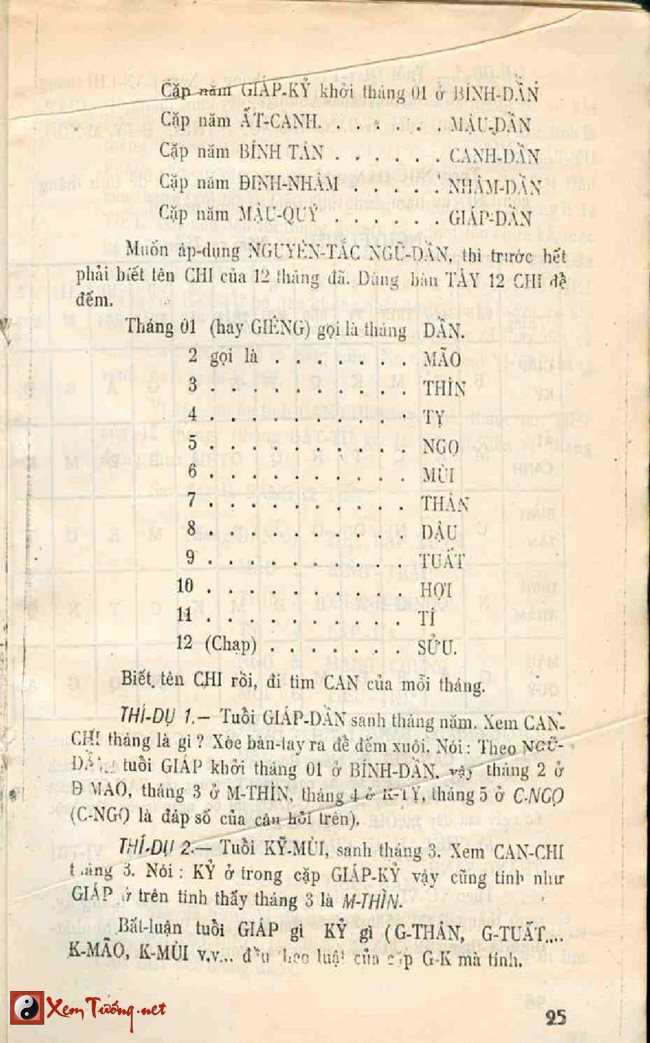 Cặp năm GIÁP-KỶ khởi tháng 01 ở BÍNH-DẦN
Cặp năm ẤT-CANH. . . . . . . MẬU-DẦN
Cặp năm BÍNH TÂN . . . . . . CANH-DẦN
Cặp năm ĐINH-NHÂM . . . . . . NHÂM-DẦN
Cặp năm MẬU-QUÝ . . . . . . GIÁP-DẦN
Muốn áp-dụng NGUYÊN-TẮC NGŨ-DẦN, thì trước hết
phải biết tên CHI của 12 tháng đã. Dùng bàn TAY 12 CHI để
đếm.
Tháng 01 (hay GIÊNG) gọi là tháng DẦN.
2 gọi là . . . . . . . . MÃO
3 . . . . . . . . . . . THÌN
4 . . . . . . . . . . . TỴ
5 . . . . . . . . . . . NGỌ
6 . . . . . . . . . . . MÙI
7 . . . . . . . . . . . THÂN
8 . . . . . . . . . . . DẬU
9 . . . . . . . . . . . TUẤT
10 . . . . . . . . . . . HỢI
11 . . . . . . . . . . . TÍ
12 (Chạp) . . . . . . . SỬU.
Biết tên CHI rồi, đi tìm CAN của mỗi tháng.
THÍ-DỤ 1.— Tuổi GIÁP-DẦN sanh tháng năm. Xem CAN-
CHI tháng là gì ? Xòe bàn-tay ra để đếm xuôi. Nói : Theo NGŨ-
DẦN tuổi GIÁP khởi tháng 01 ở BÍNH-DẦN, vậy tháng 2 ở
Đ MÃO, tháng 3 ở M-THÌN, tháng 4 ở K-TỴ, tháng 5 ở C-NGỌ
(C-NGỌ là đáp số của câu hỏi trên).
THÍ-DỤ 2.— Tuổi KỶ-MÙI, sanh tháng 3. Xem CAN-CHI
tháng 3. Nói : KỶ ở trong cặp GIÁP-KỶ vậy cũng tính như
GIÁP ở trên tính thấy tháng 3 là M-THÌN.
Bất-luận tuổi GIÁP gì KỶ gì (G-THÂN, G-TUẤT....
K-MÃO, K-MÙI v.v... đều theo luật của cặp G-K mà tính.
XemTướng.net
25